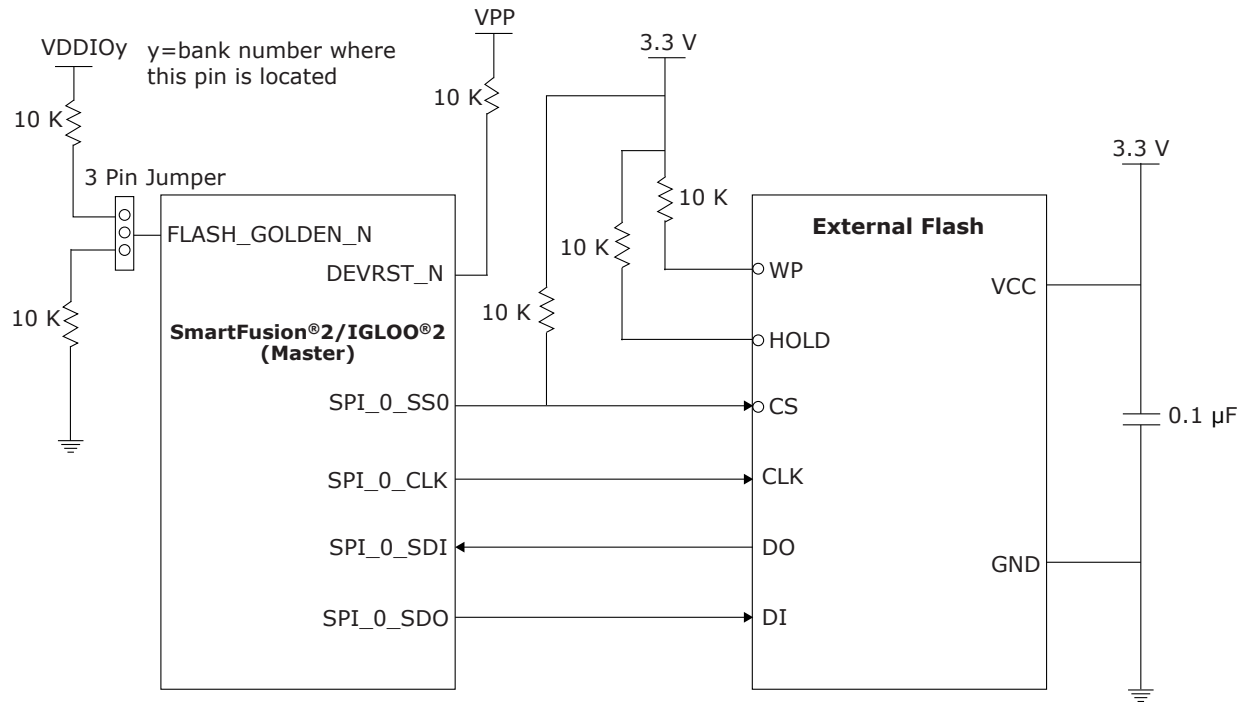 VPP
VDDIOy
y=bank number where
this pin is located
3.3 V
10 K
10 K
3.3 V
3 Pin Jumper
10 K
External Flash
FLASH_GOLDEN_N
10 K
DEVRST_N
WP
VCC
10 K
10 K
SmartFusion®2/IGLOO®2
(Master)
HOLD
SPI_0_SS0
CS
0.1 µF
SPI_0_CLK
CLK
SPI_0_SDI
DO
GND
SPI_0_SDO
DI